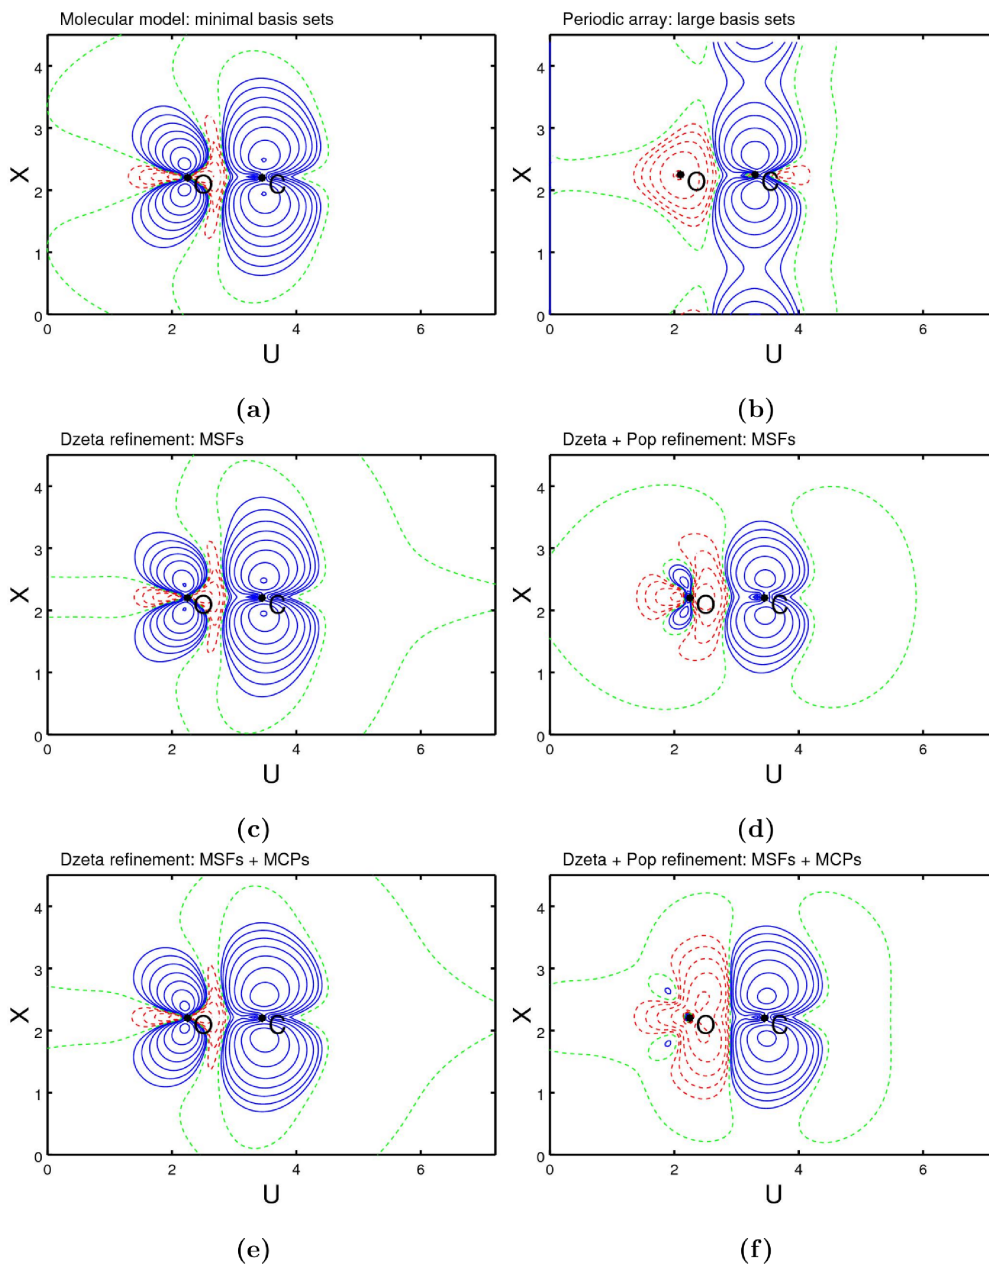 Molecular model: minimal basis sets
4
3
X
2
O
C
1
0
0
2
4
6
U
(a)
Periodic array: large basis sets
4
3
X
2
O
C
1
0
0
2
4
6
U
(b)
Dzeta refinement: MSFs
4
3
X
2
O
C
1
0
0
2
4
6
U
(c)
Dzeta + Pop refinement: MSFs
4
3
X
2
O
C
1
0
0
2
4
6
U
(d)
Dzeta refinement: MSFs + MCPs
4
3
X
2
O
C
1
0
0
2
4
6
U
(e)
Dzeta + Pop refinement: MSFs + MCPs
4
3
X
2
O
C
1
0
0
2
4
6
U
(f)